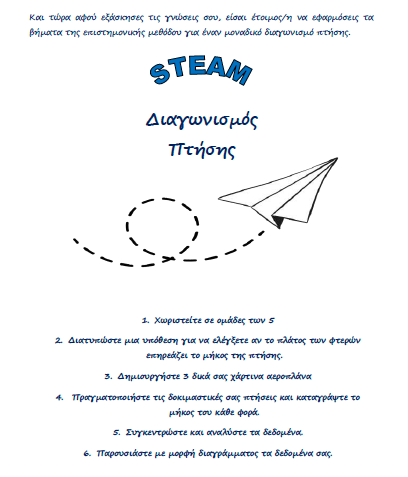 Και τώρα αφού εξάσκησες τις γνώσεις σου, είσαι έτοιμος/η να εφαρμόσεις τα
βήματα της επιστημονικής μεθόδου για έναν μοναδικό διαγωνισμό πτήσης.
STEAM
Διαγωνισμός
Πτήσης
1. Χωριστείτε σε ομάδες των 5
2. Διατυπώστε μια υπόθεση για να ελέγξετε αν το πλάτος των φτερών
επηρεάζει το μήκος της πτήσης.
3. Δημιουργήστε 3 δικά σας χάρτινα αεροπλάνα
4. Πραγματοποιήστε τις δοκιμαστικές σας πτήσεις και καταγράψτε το
μήκος του κάθε φορά.
5. Συγκεντρώστε και αναλύστε τα δεδομένα.
6. Παρουσιάστε με μορφή διαγράμματος τα δεδομένα σας.